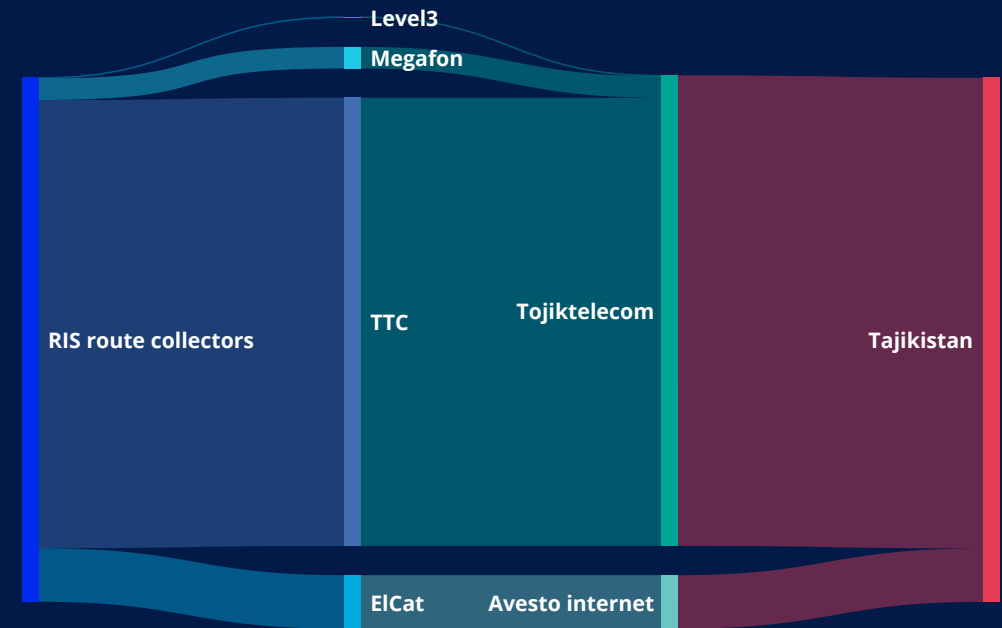 Level3
Megafon
Tojiktelecom
TTC
RIS route collectors
Tajikistan
ElCat
Avesto internet